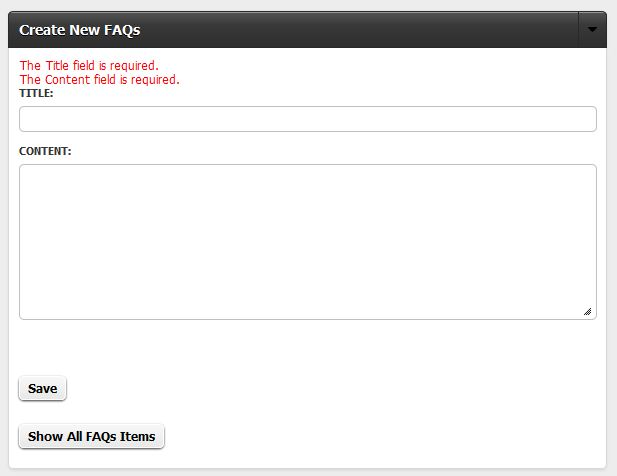 Create New FAQs
The Title field is required.
The Content field is required.
TITLE:
CONTENT:
Save
Show All FAQs Items